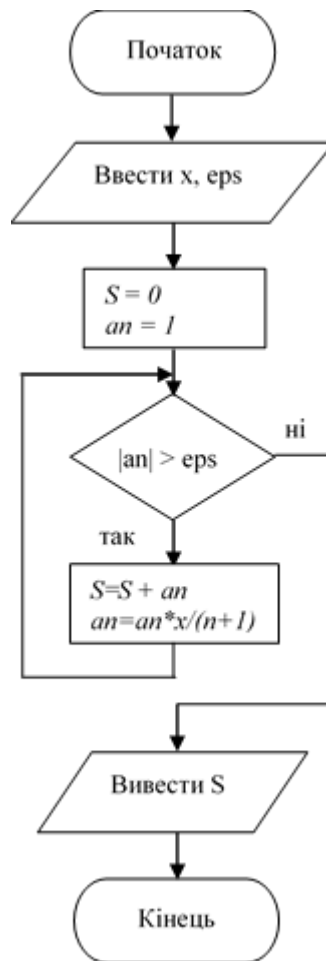 Початок
Ввести x, eps
S = 0
an = 1
|an| > eps
ні
так
S=S + an
an=an*x/(n+1)
Вивести S
Кінець